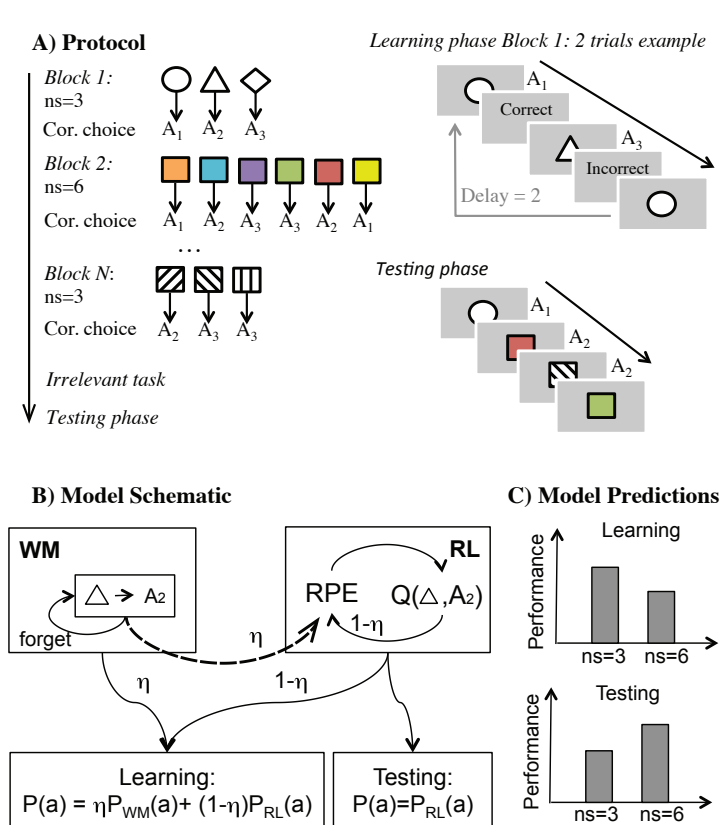 A) Protocol
Block 1:
ns=3
Cor. choice A₁ A₂ A₃
Block 2:
ns=6
Cor. choice A₁ A₂ A₃ A₃ A₂ A₁
...
Block N:
ns=3
Cor. choice A₂ A₃ A₃
Irrelevant task
Testing phase
Learning phase Block 1: 2 trials example
A₁
Correct
A₃
Incorrect
Delay = 2
Testing phase
A₁
A₂
A₂
B) Model Schematic
WM
△ → A₂
forget
RL
RPE Q(△,A₂)
1-η
η
η 1-η
Learning:
P(a) = ηP_WM(a)+ (1-η)P_RL(a)
Testing:
P(a)=P_RL(a)
C) Model Predictions
Learning
Performance
ns=3 ns=6
Testing
Performance
ns=3 ns=6